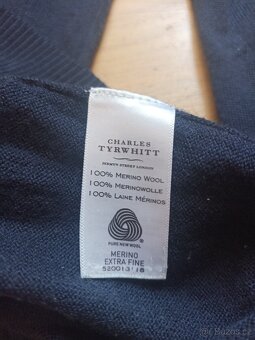 CHARLES
TYRWHITT
JERMYN STREET LONDON
100% MERINO WOOL
100% MERINOWOLLE
100% LAINE MÉRINOS
PURE NEW WOOL
MERINO
EXTRA FINE